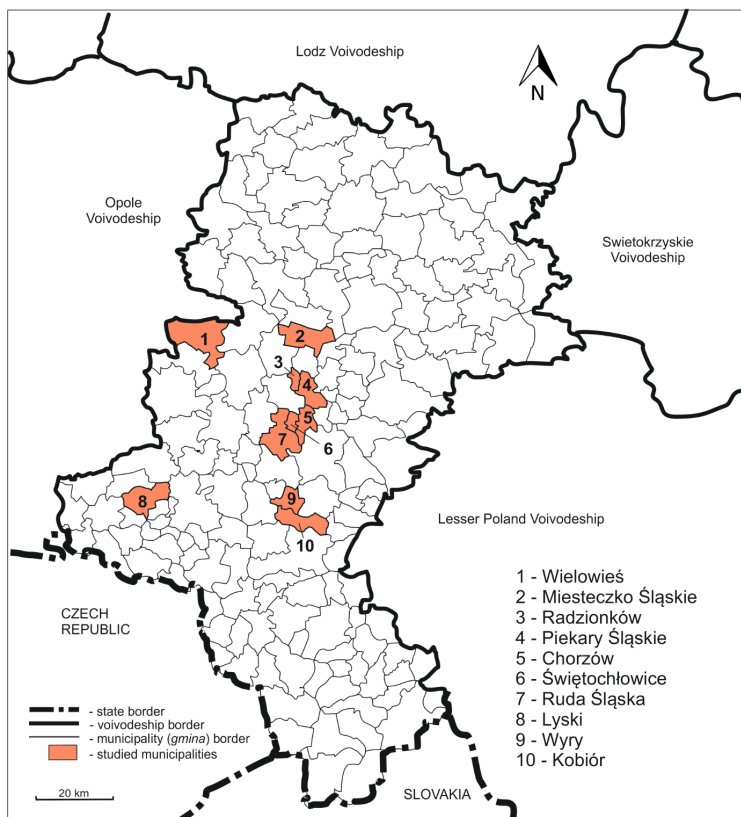 Lodz Voivodeship
N
Opole
Voivodeship
Swietokrzyskie
Voivodeship
1
2
3
4
5
7
6
8
9
Lesser Poland Voivodeship
10
1 - Wielowieś
2 - Miesteczko Śląskie
3 - Radzionków
4 - Piekary Śląskie
5 - Chorzów
6 - Świętochłowice
7 - Ruda Śląska
8 - Lyski
9 - Wyry
10 - Kobiór
CZECH
REPUBLIC
- state border
- voivodeship border
- municipality (gmina) border
- studied municipalities
20 km
SLOVAKIA